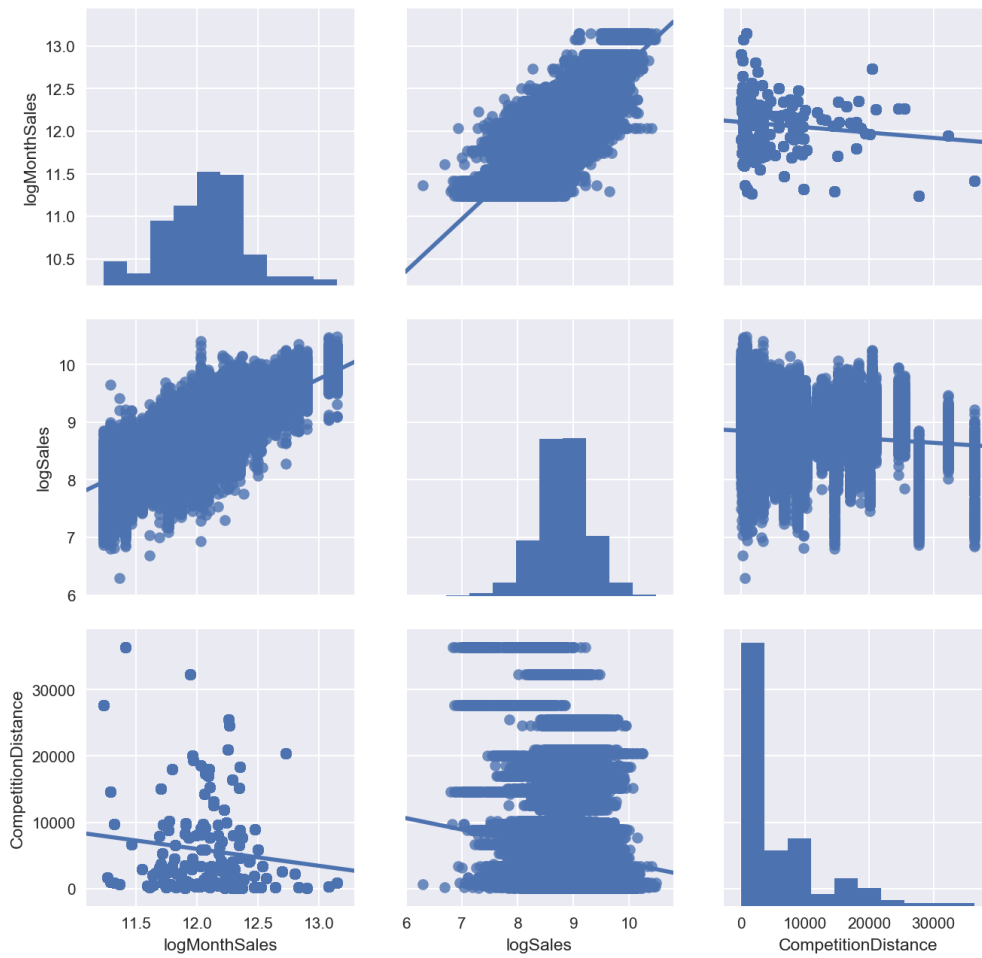 13.0
12.5
12.0
11.5
11.0
10.5
logMonthSales
10
9
8
7
6
logSales
30000
20000
10000
0
CompetitionDistance
11.5 12.0 12.5 13.0
logMonthSales
6 7 8 9 10
logSales
0 10000 20000 30000
CompetitionDistance